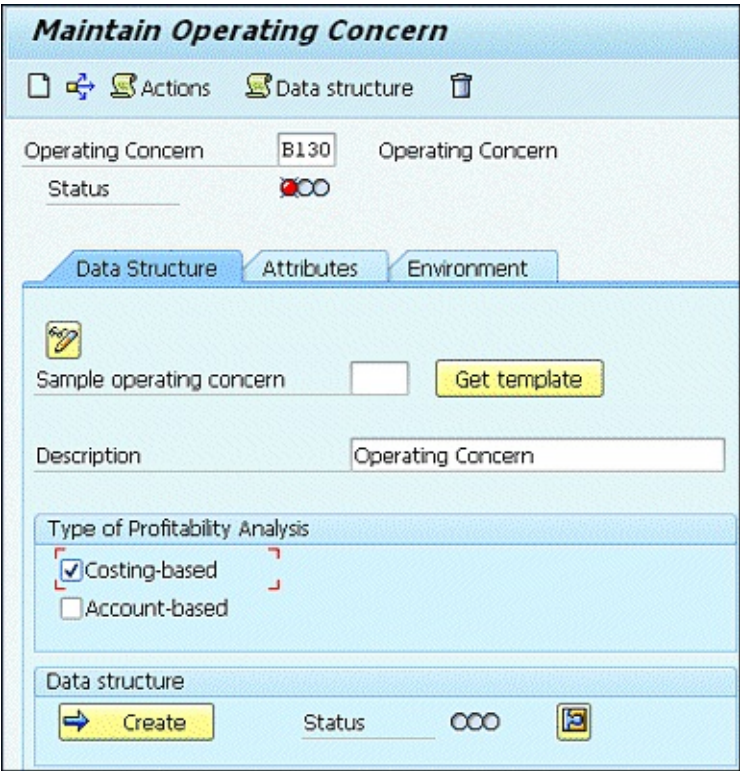 Maintain Operating Concern
Actions Data structure
Operating Concern B130 Operating Concern
Status
Data Structure Attributes Environment
Sample operating concern Get template
Description Operating Concern
Type of Profitability Analysis
Costing-based
Account-based
Data structure
Create Status